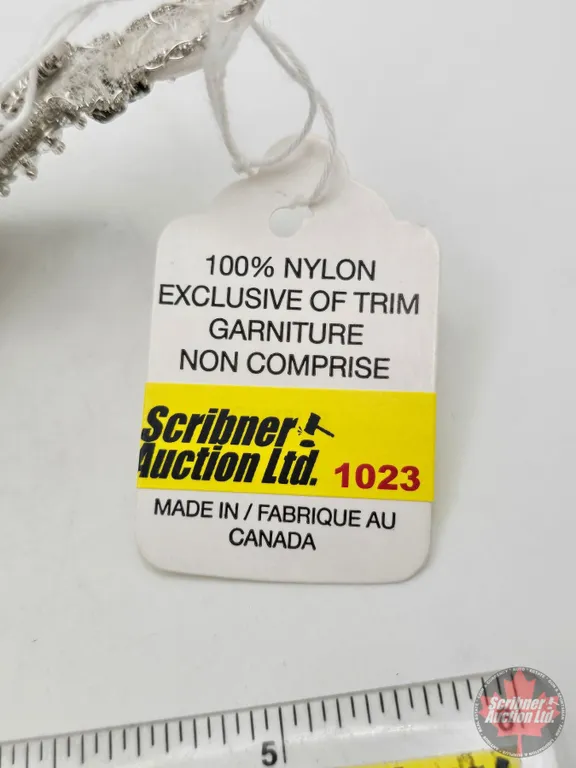 100% NYLON
EXCLUSIVE OF TRIM
GARNITURE
NON COMPRISE
Scribner
Auction Ltd. 1023
MADE IN / FABRIQUE AU
CANADA
5
Scribner
Auction Ltd.